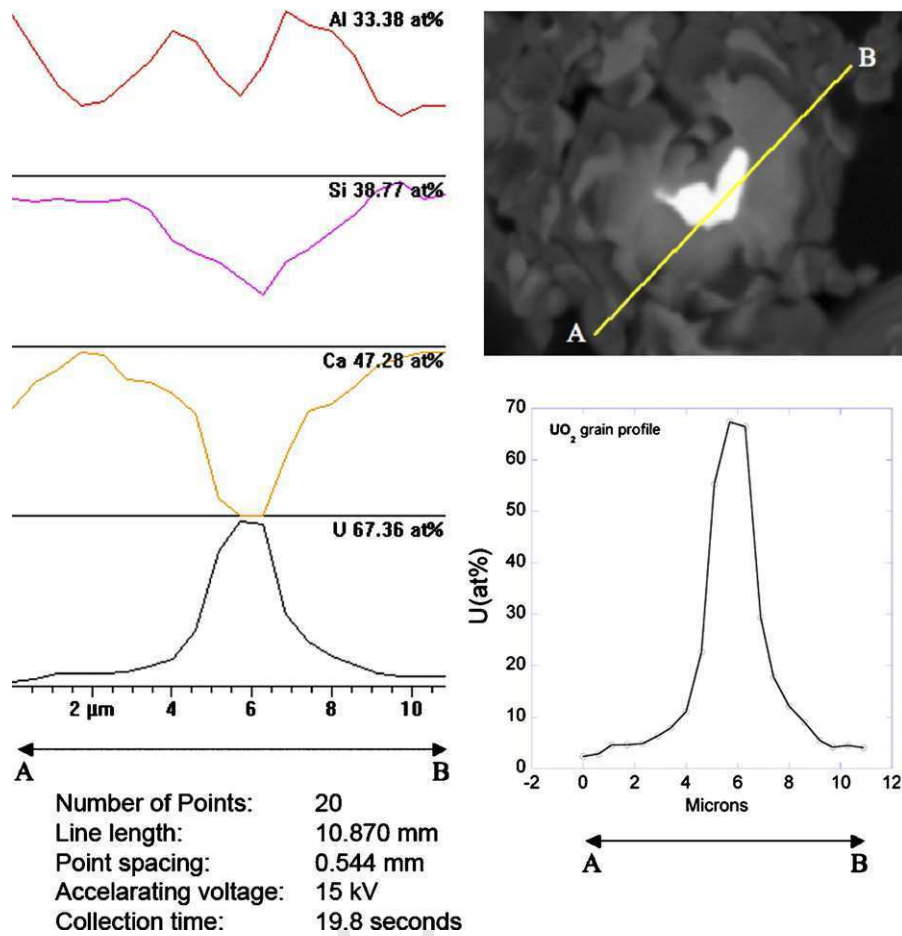 Al 33.38 at%
Si 38.77 at%
Ca 47.28 at%
U 67.36 at%
2 µm 4 6 8 10
A B
Number of Points: 20
Line length: 10.870 mm
Point spacing: 0.544 mm
Accelarating voltage: 15 kV
Collection time: 19.8 seconds
B
A
UO2 grain profile
U(at%)
70
60
50
40
30
20
10
0
-2 0 2 4 6 8 10 12
Microns
A B